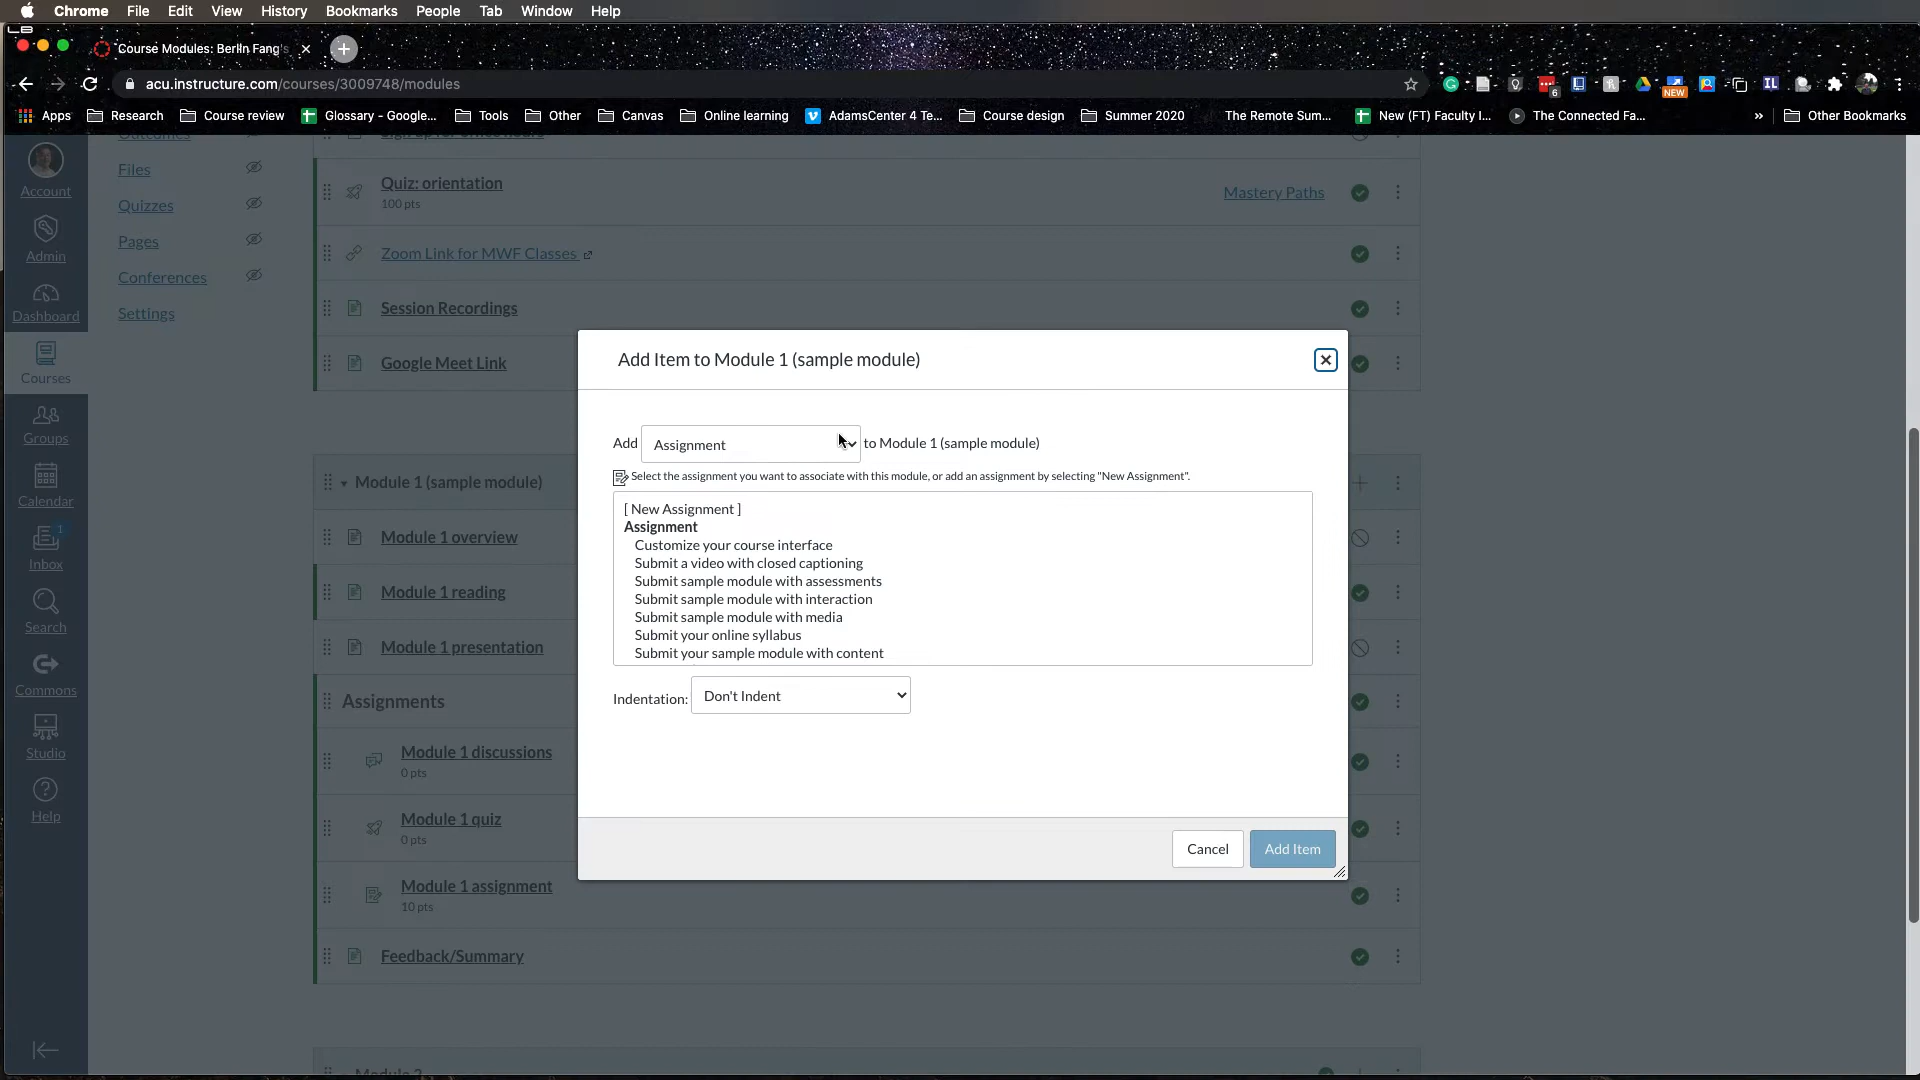 Chrome File Edit View History Bookmarks People Tab Window Help
Course Modules: Berlin Fang's
acu.instructure.com/courses/3009748/modules
6
NEW
Apps Research Course review Glossary - Google... Tools Other Canvas Online learning AdamsCenter 4 Te... Course design Summer 2020 The Remote Sum... New (FT) Faculty I... The Connected Fa... » Other Bookmarks
Account
Admin
Dashboard
Courses
Groups
Calendar
1
Inbox
Search
Commons
Studio
Help
Outcomes
Files
Quizzes
Pages
Conferences
Settings
Sign up for office hours
Quiz: orientation
100 pts
Mastery Paths
Zoom Link for MWF Classes
Session Recordings
Google Meet Link
Module 1 (sample module)
Module 1 overview
Module 1 reading
Module 1 presentation
Assignments
Module 1 discussions
0 pts
Module 1 quiz
0 pts
Module 1 assignment
10 pts
Feedback/Summary
Add Item to Module 1 (sample module)
Add Assignment to Module 1 (sample module)
Select the assignment you want to associate with this module, or add an assignment by selecting "New Assignment".
[ New Assignment ]
Assignment
Customize your course interface
Submit a video with closed captioning
Submit sample module with assessments
Submit sample module with interaction
Submit sample module with media
Submit your online syllabus
Submit your sample module with content
Indentation: Don't Indent
Cancel Add Item